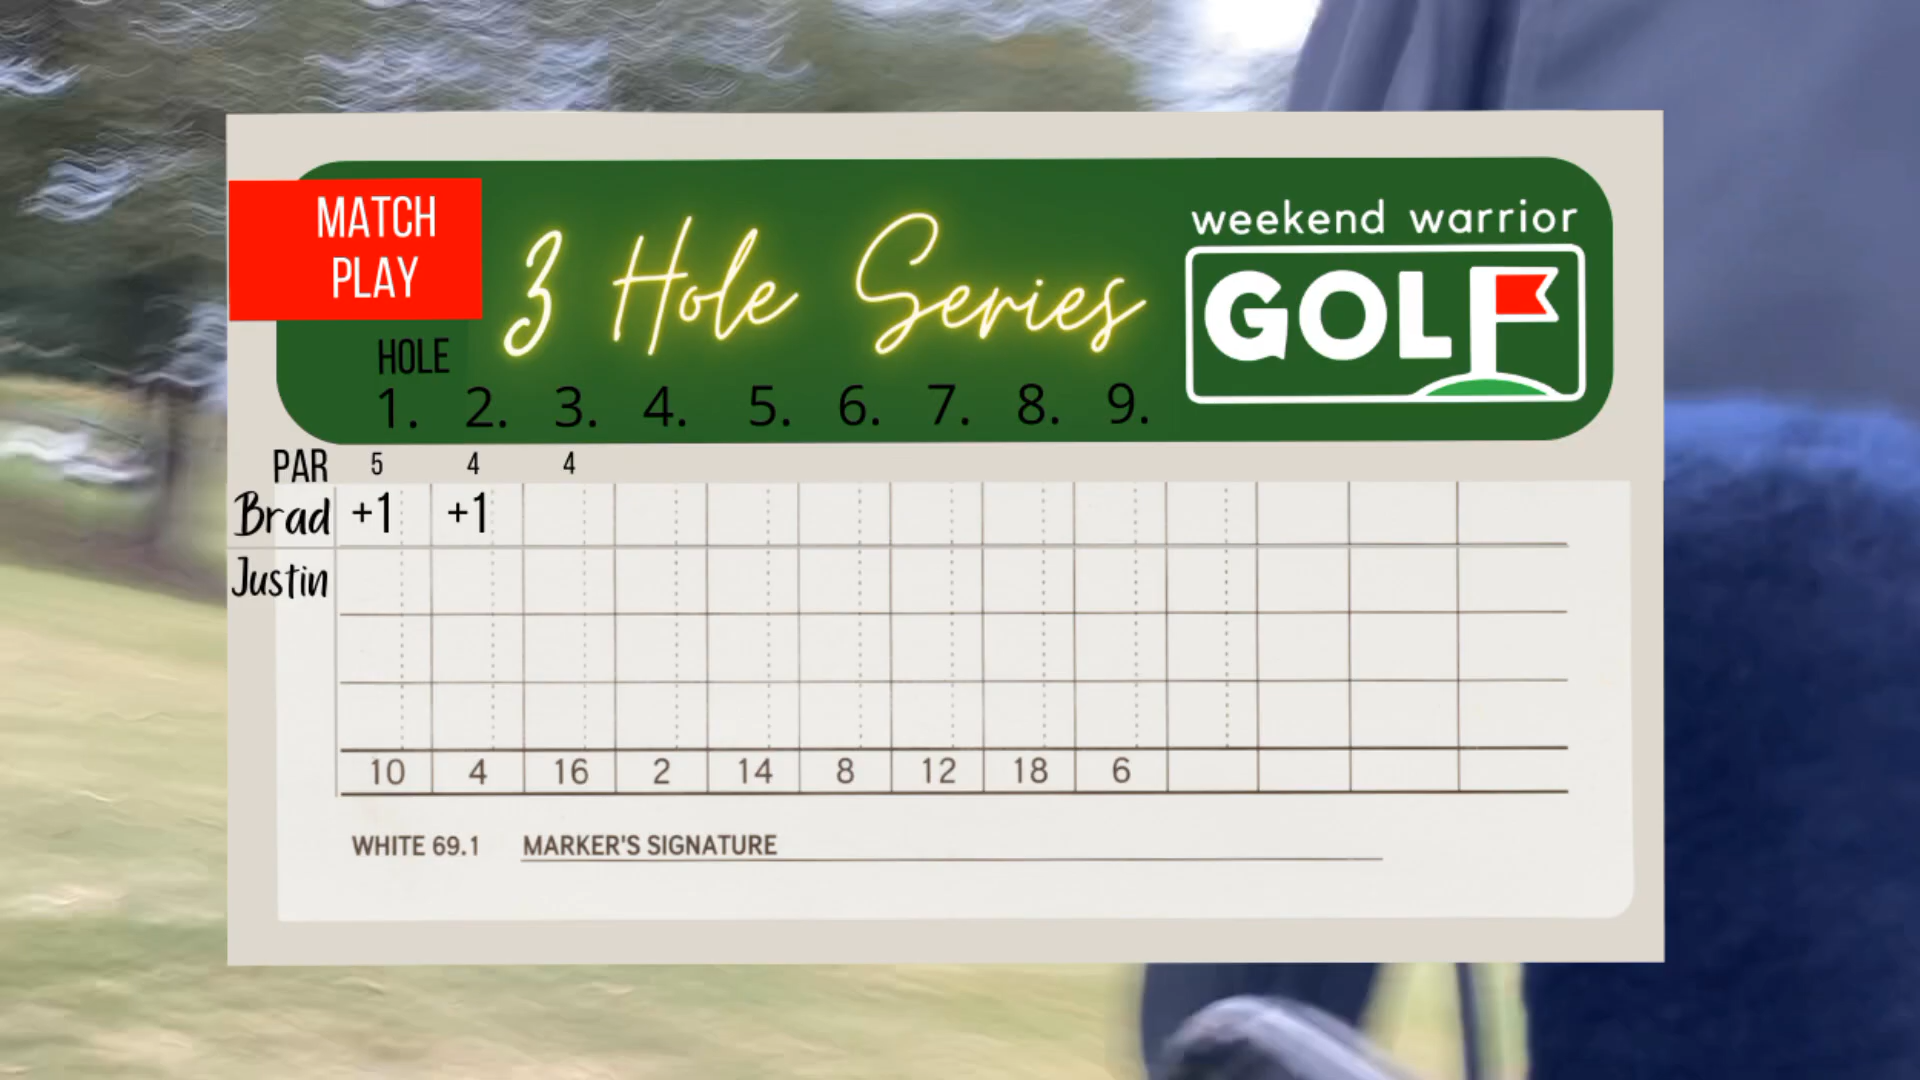 MATCH
PLAY
3 Hole Series
weekend warrior
GOLF
HOLE
1. 2. 3. 4. 5. 6. 7. 8. 9.
PAR 5 4 4
Brad +1 +1
Justin
10 4 16 2 14 8 12 18 6
WHITE 69.1 MARKER'S SIGNATURE